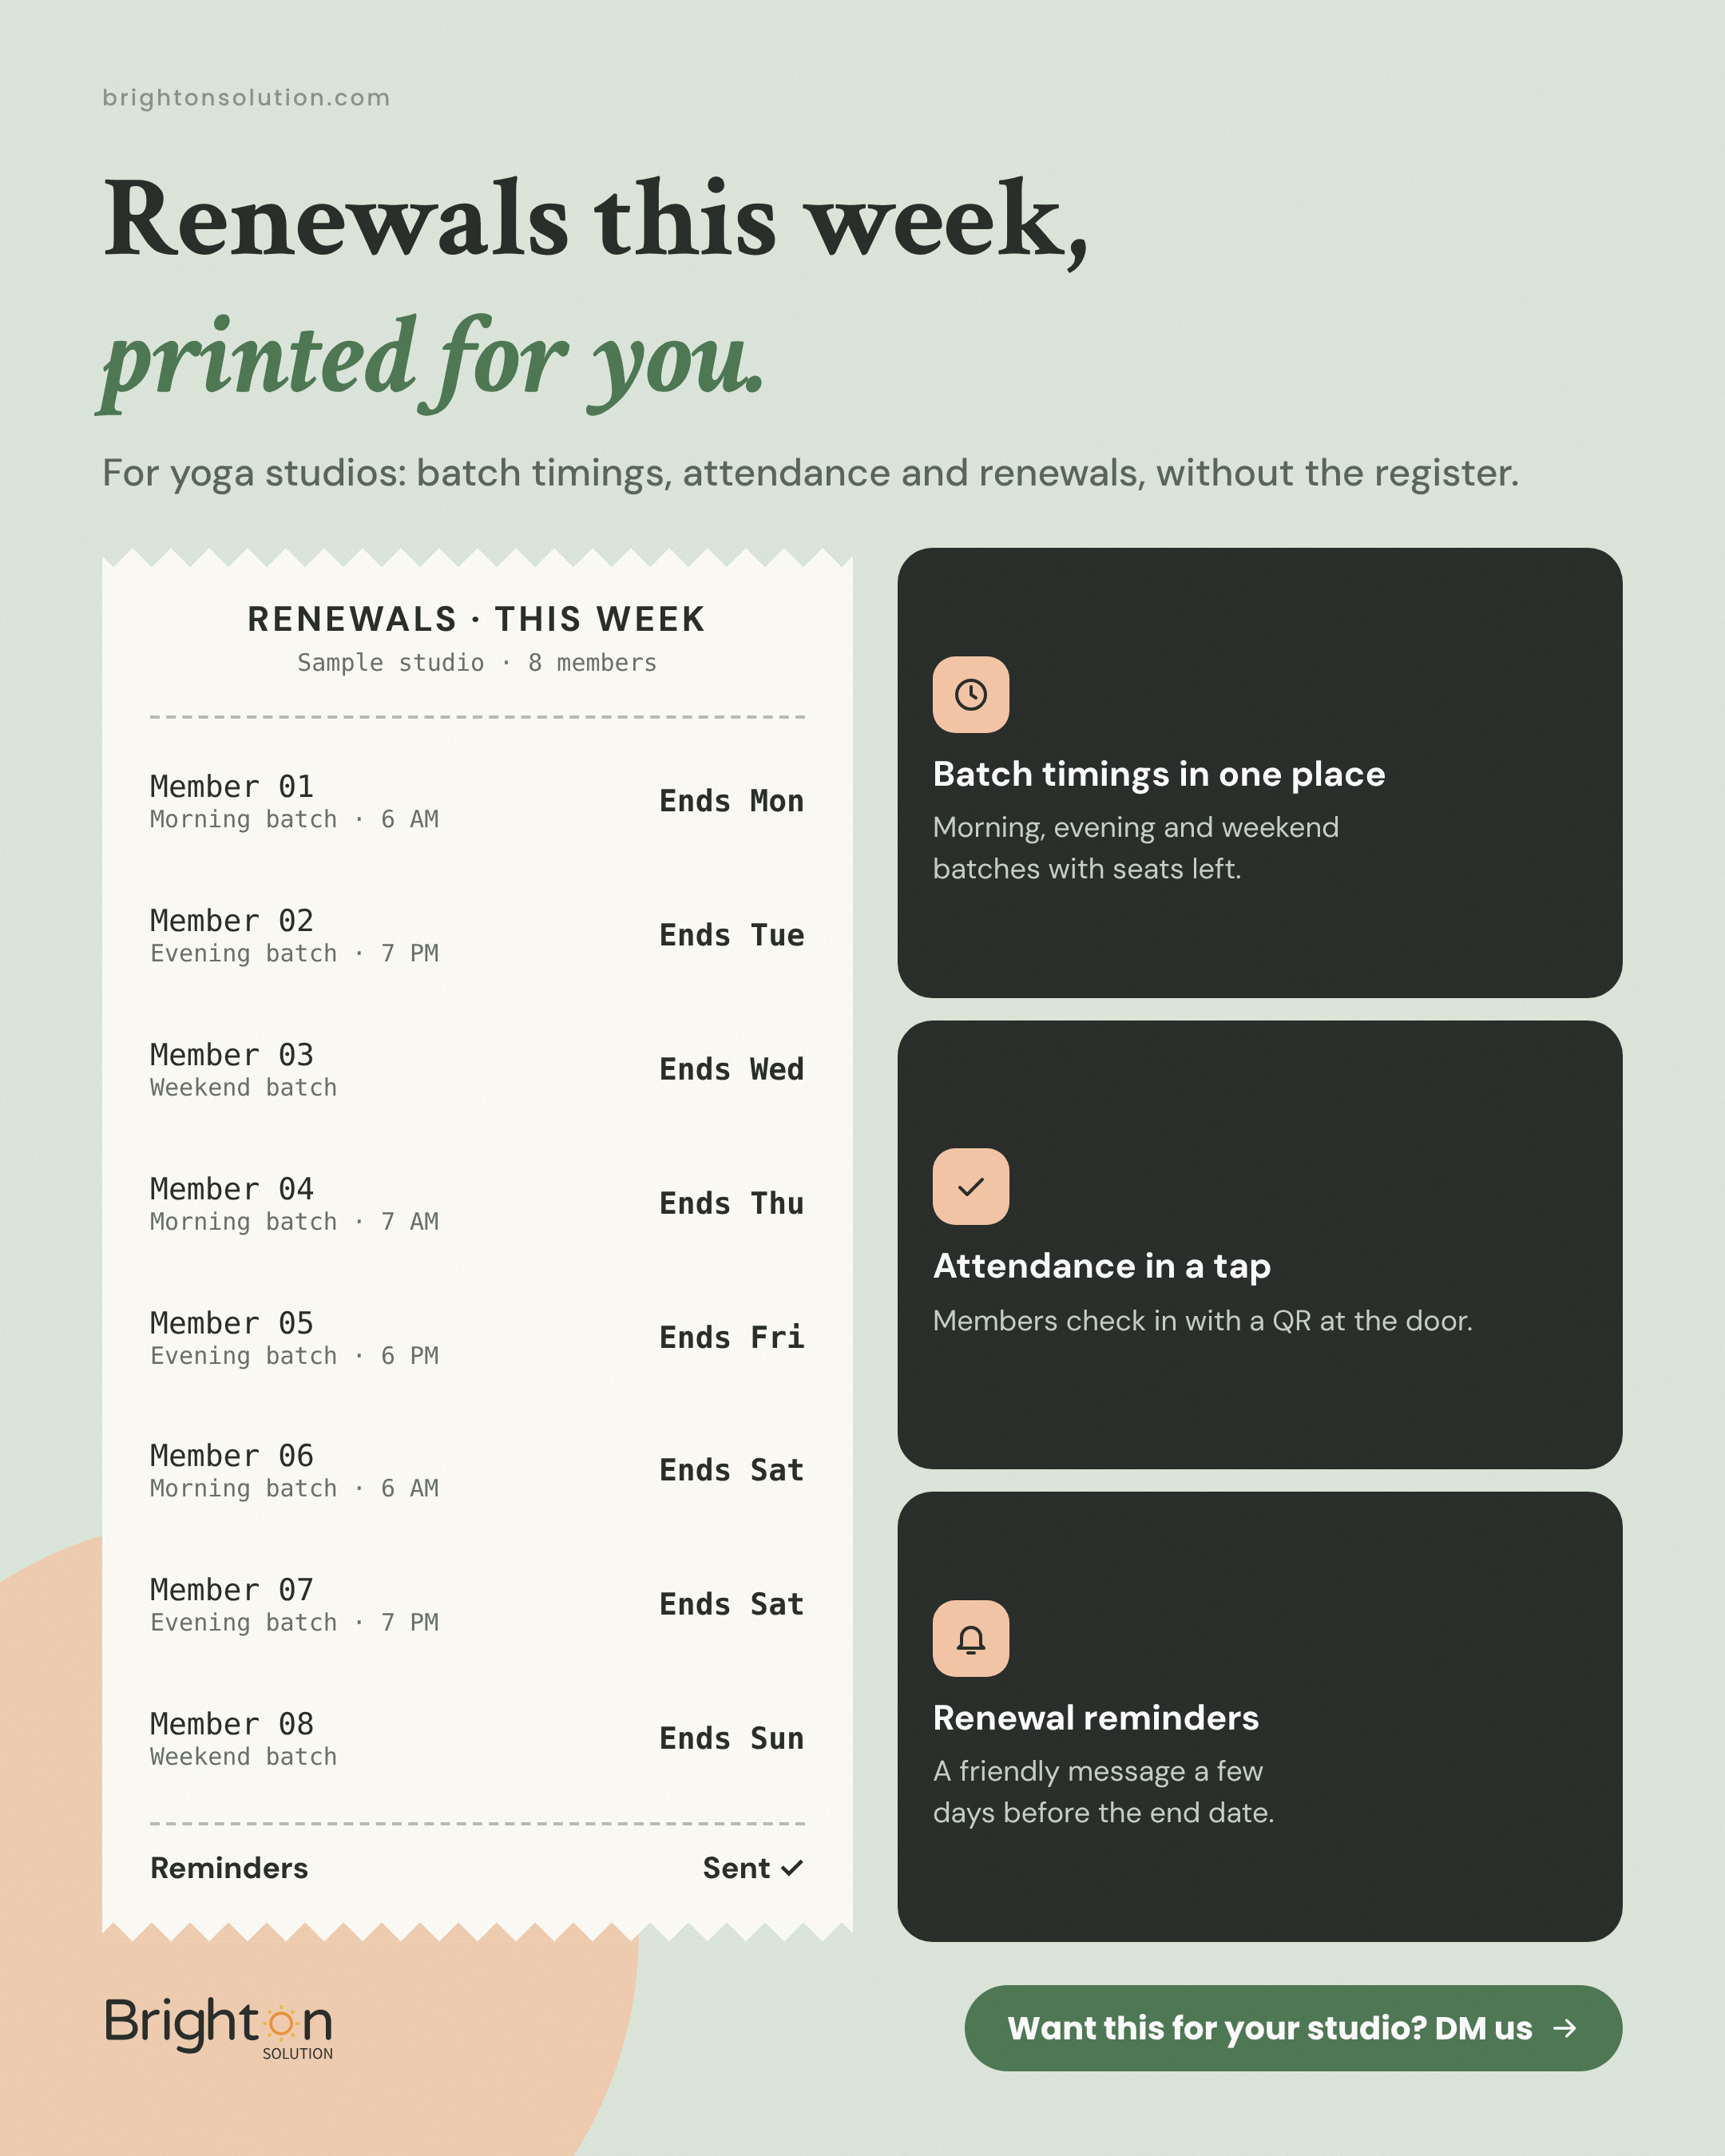 brightonsolution.com
Renewals this week,
printed for you.
For yoga studios: batch timings, attendance and renewals, without the register.
RENEWALS · THIS WEEK
Sample studio · 8 members
Member 01
Morning batch · 6 AM
Ends Mon
Member 02
Evening batch · 7 PM
Ends Tue
Member 03
Weekend batch
Ends Wed
Member 04
Morning batch · 7 AM
Ends Thu
Member 05
Evening batch · 6 PM
Ends Fri
Member 06
Morning batch · 6 AM
Ends Sat
Member 07
Evening batch · 7 PM
Ends Sat
Member 08
Weekend batch
Ends Sun
Reminders Sent ✓
Batch timings in one place
Morning, evening and weekend
batches with seats left.
Attendance in a tap
Members check in with a QR at the door.
Renewal reminders
A friendly message a few
days before the end date.
Brighton
SOLUTION
Want this for your studio? DM us →